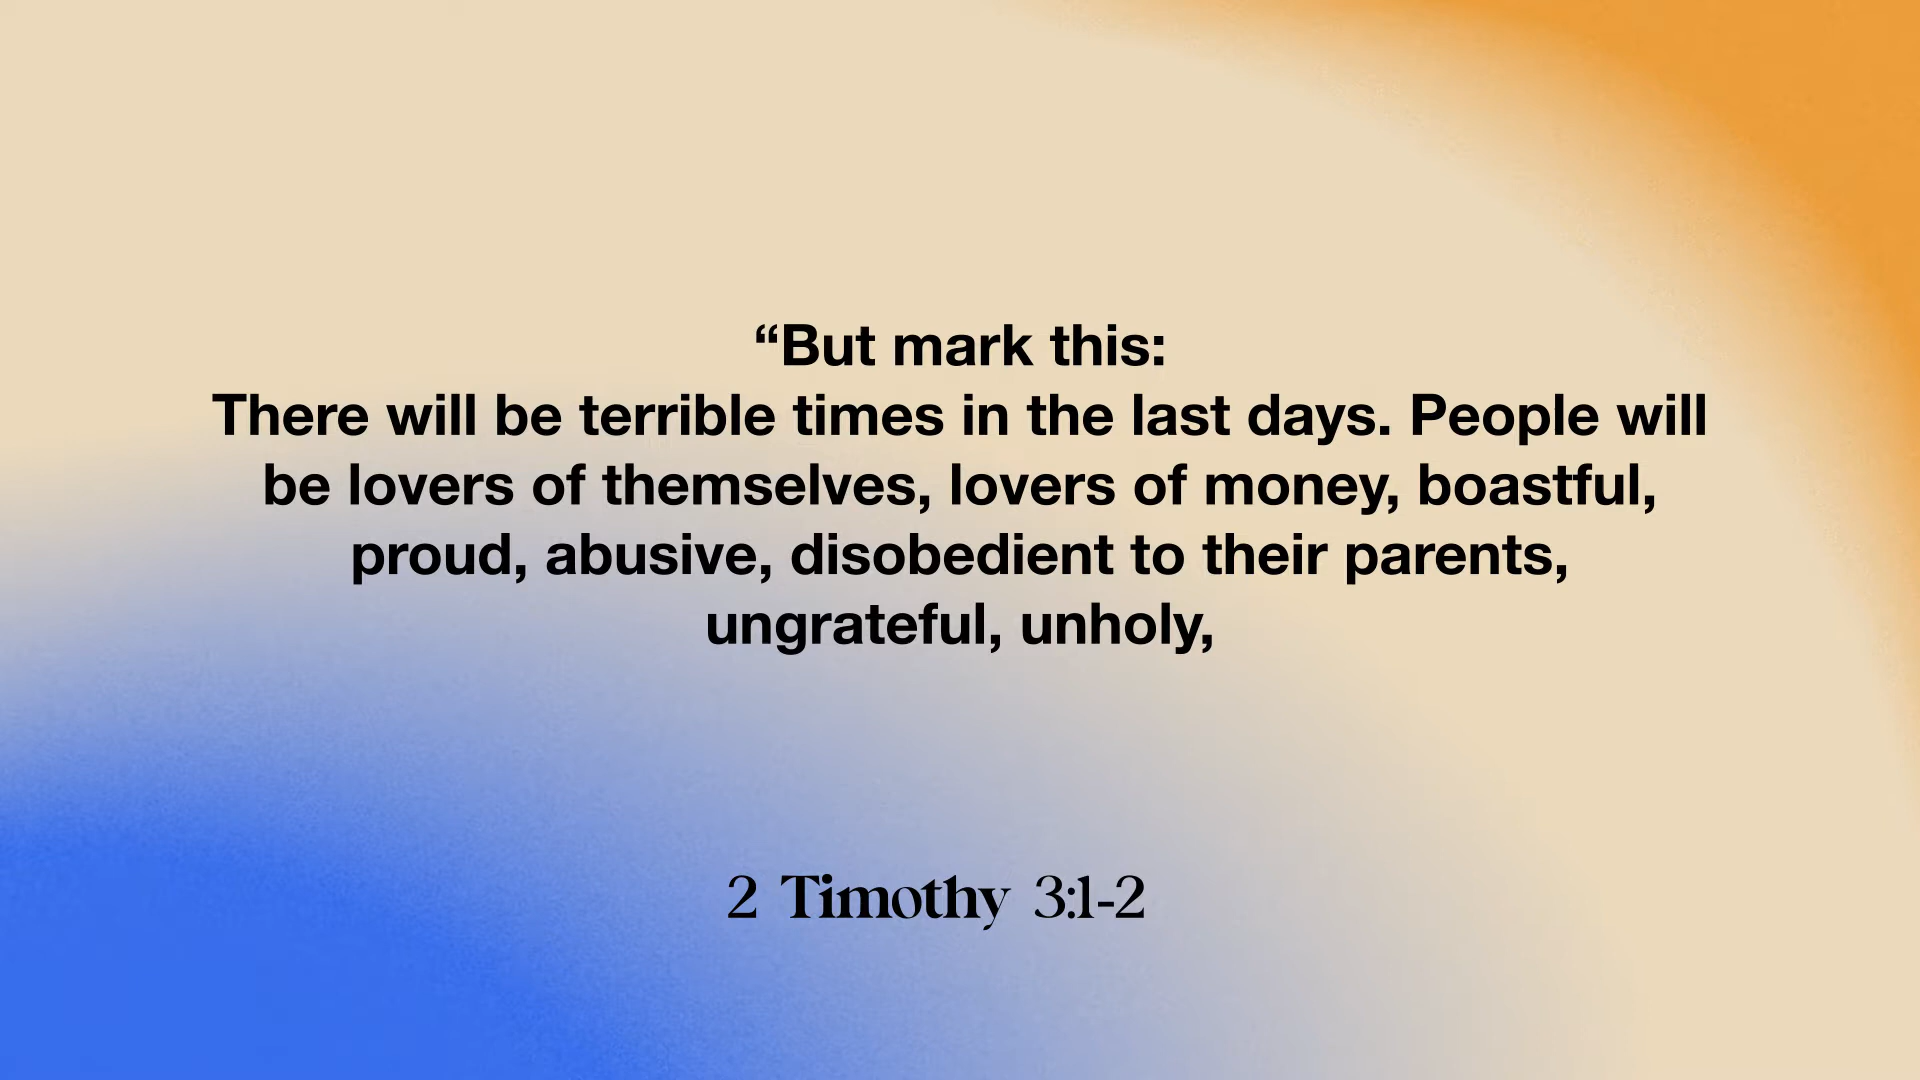 “But mark this:
There will be terrible times in the last days. People will
be lovers of themselves, lovers of money, boastful,
proud, abusive, disobedient to their parents,
ungrateful, unholy,
2 Timothy 3:1-2